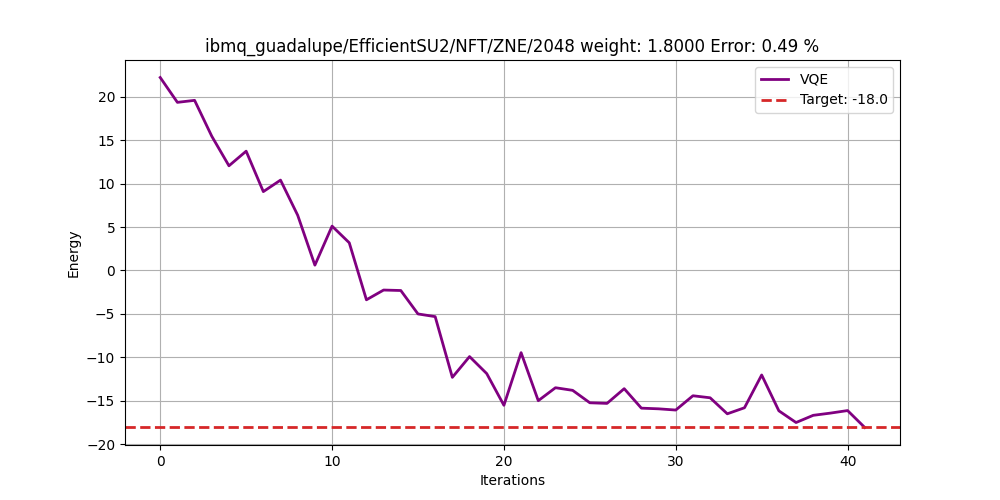 ibmq_guadalupe/EfficientSU2/NFT/ZNE/2048 weight: 1.8000 Error: 0.49 %
VQE
Target: -18.0
Energy
20
15
10
5
0
−5
−10
−15
−20
0 10 20 30 40
Iterations